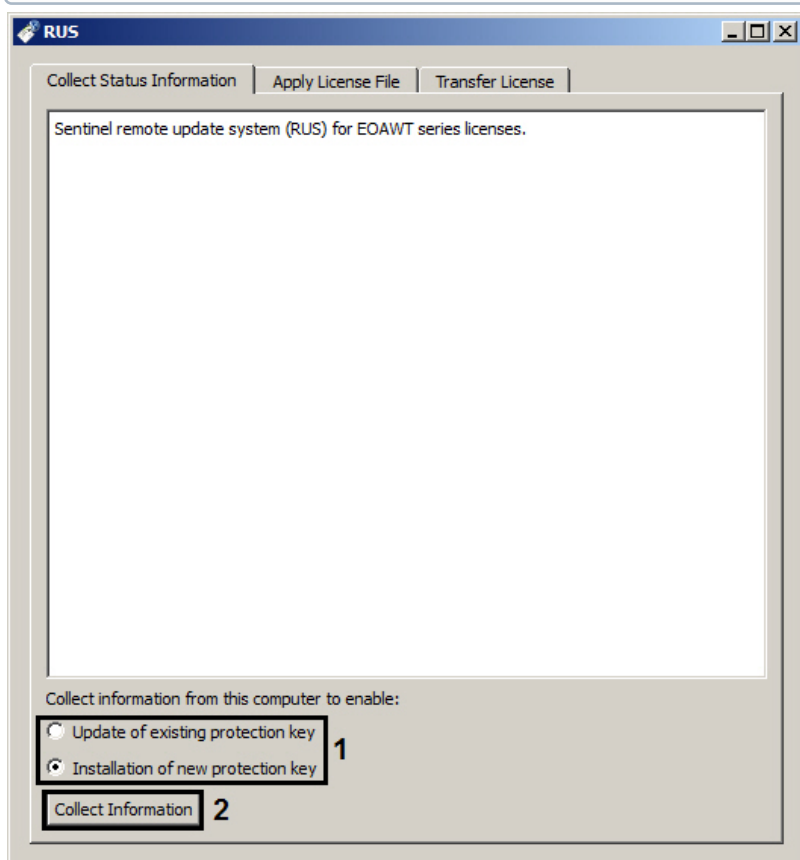 RUS
Collect Status Information Apply License File Transfer License
Sentinel remote update system (RUS) for EOAWT series licenses.
Collect information from this computer to enable:
Update of existing protection key
1
Installation of new protection key
Collect Information 2